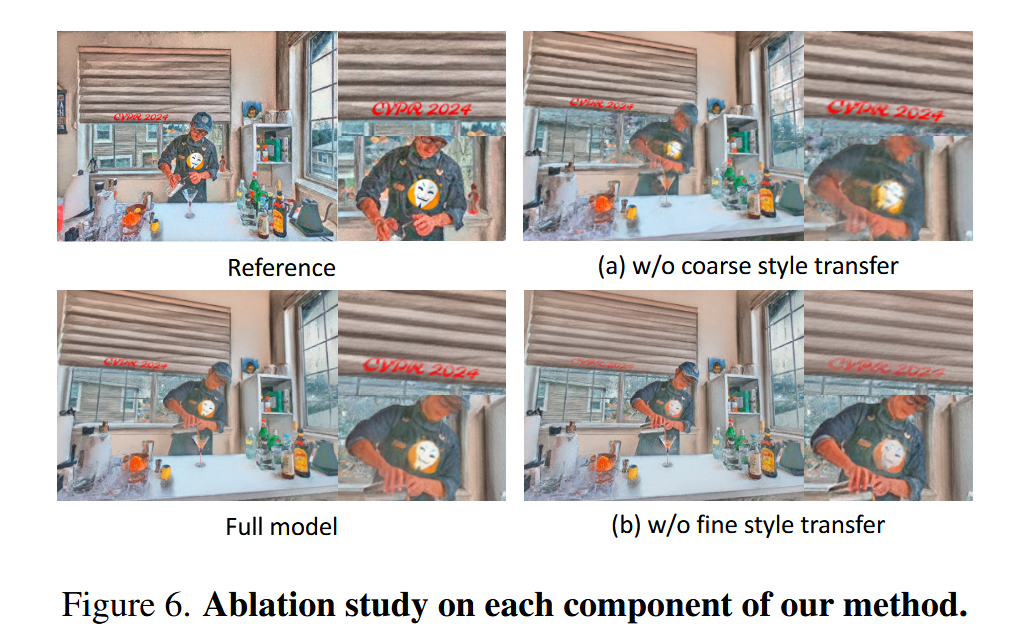 CVPR 2024
CVPR 2024
CVPR 2024
CVPR 2024
Reference
(a) w/o coarse style transfer
CVPR 2024
CVPR 2024
CVPR 2024
CVPR 2024
Full model
(b) w/o fine style transfer
Figure 6. Ablation study on each component of our method.